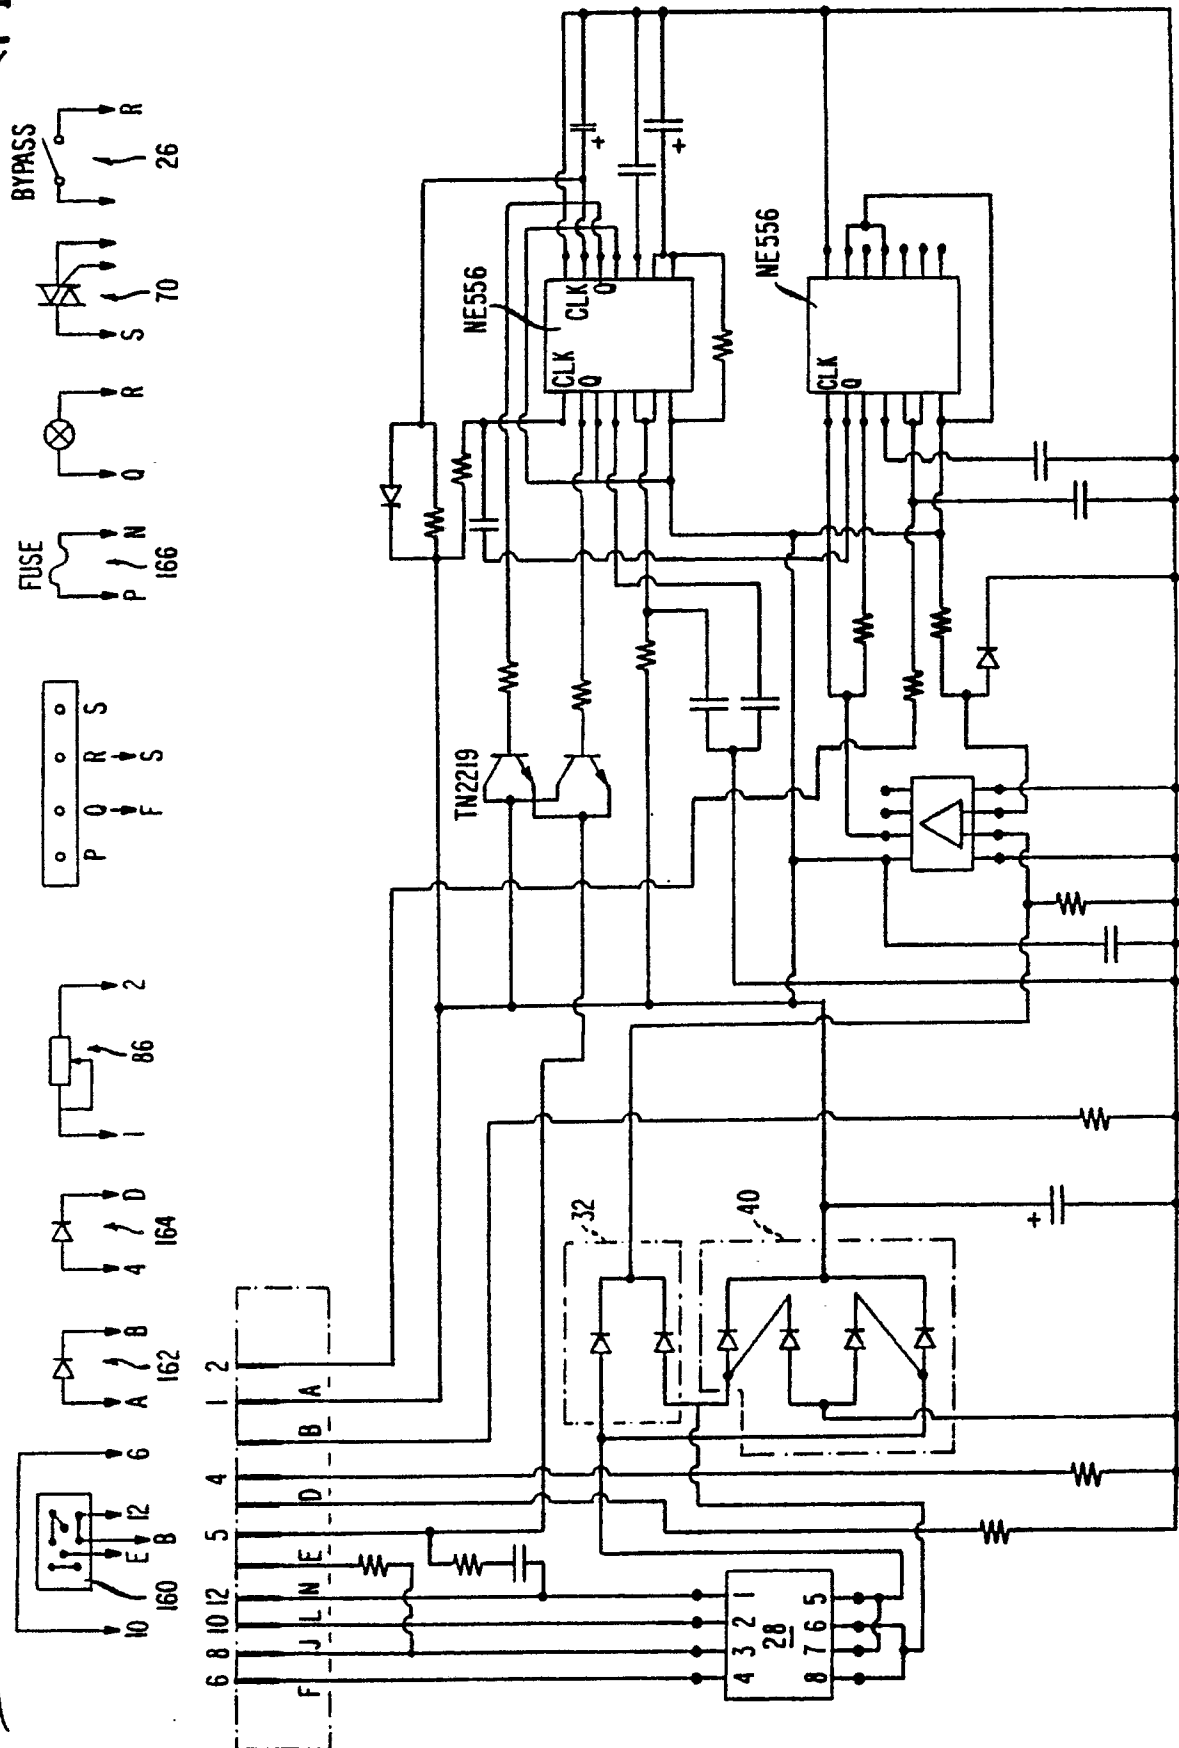 BYPASS
R
26
S
70
Q
R
FUSE
P
N
166
P
Q
R
S
F
S
1
2
86
4
D
164
A
B
162
10
6
12
B
E
160
6
8
10
12
5
4
1
2
F
J
L
N
E
D
B
A
NE556
CLK
Q
CLK
Q
NE556
CLK
Q
TN2219
+
+
+
32
40
1
2
3
4
28
5
6
7
8